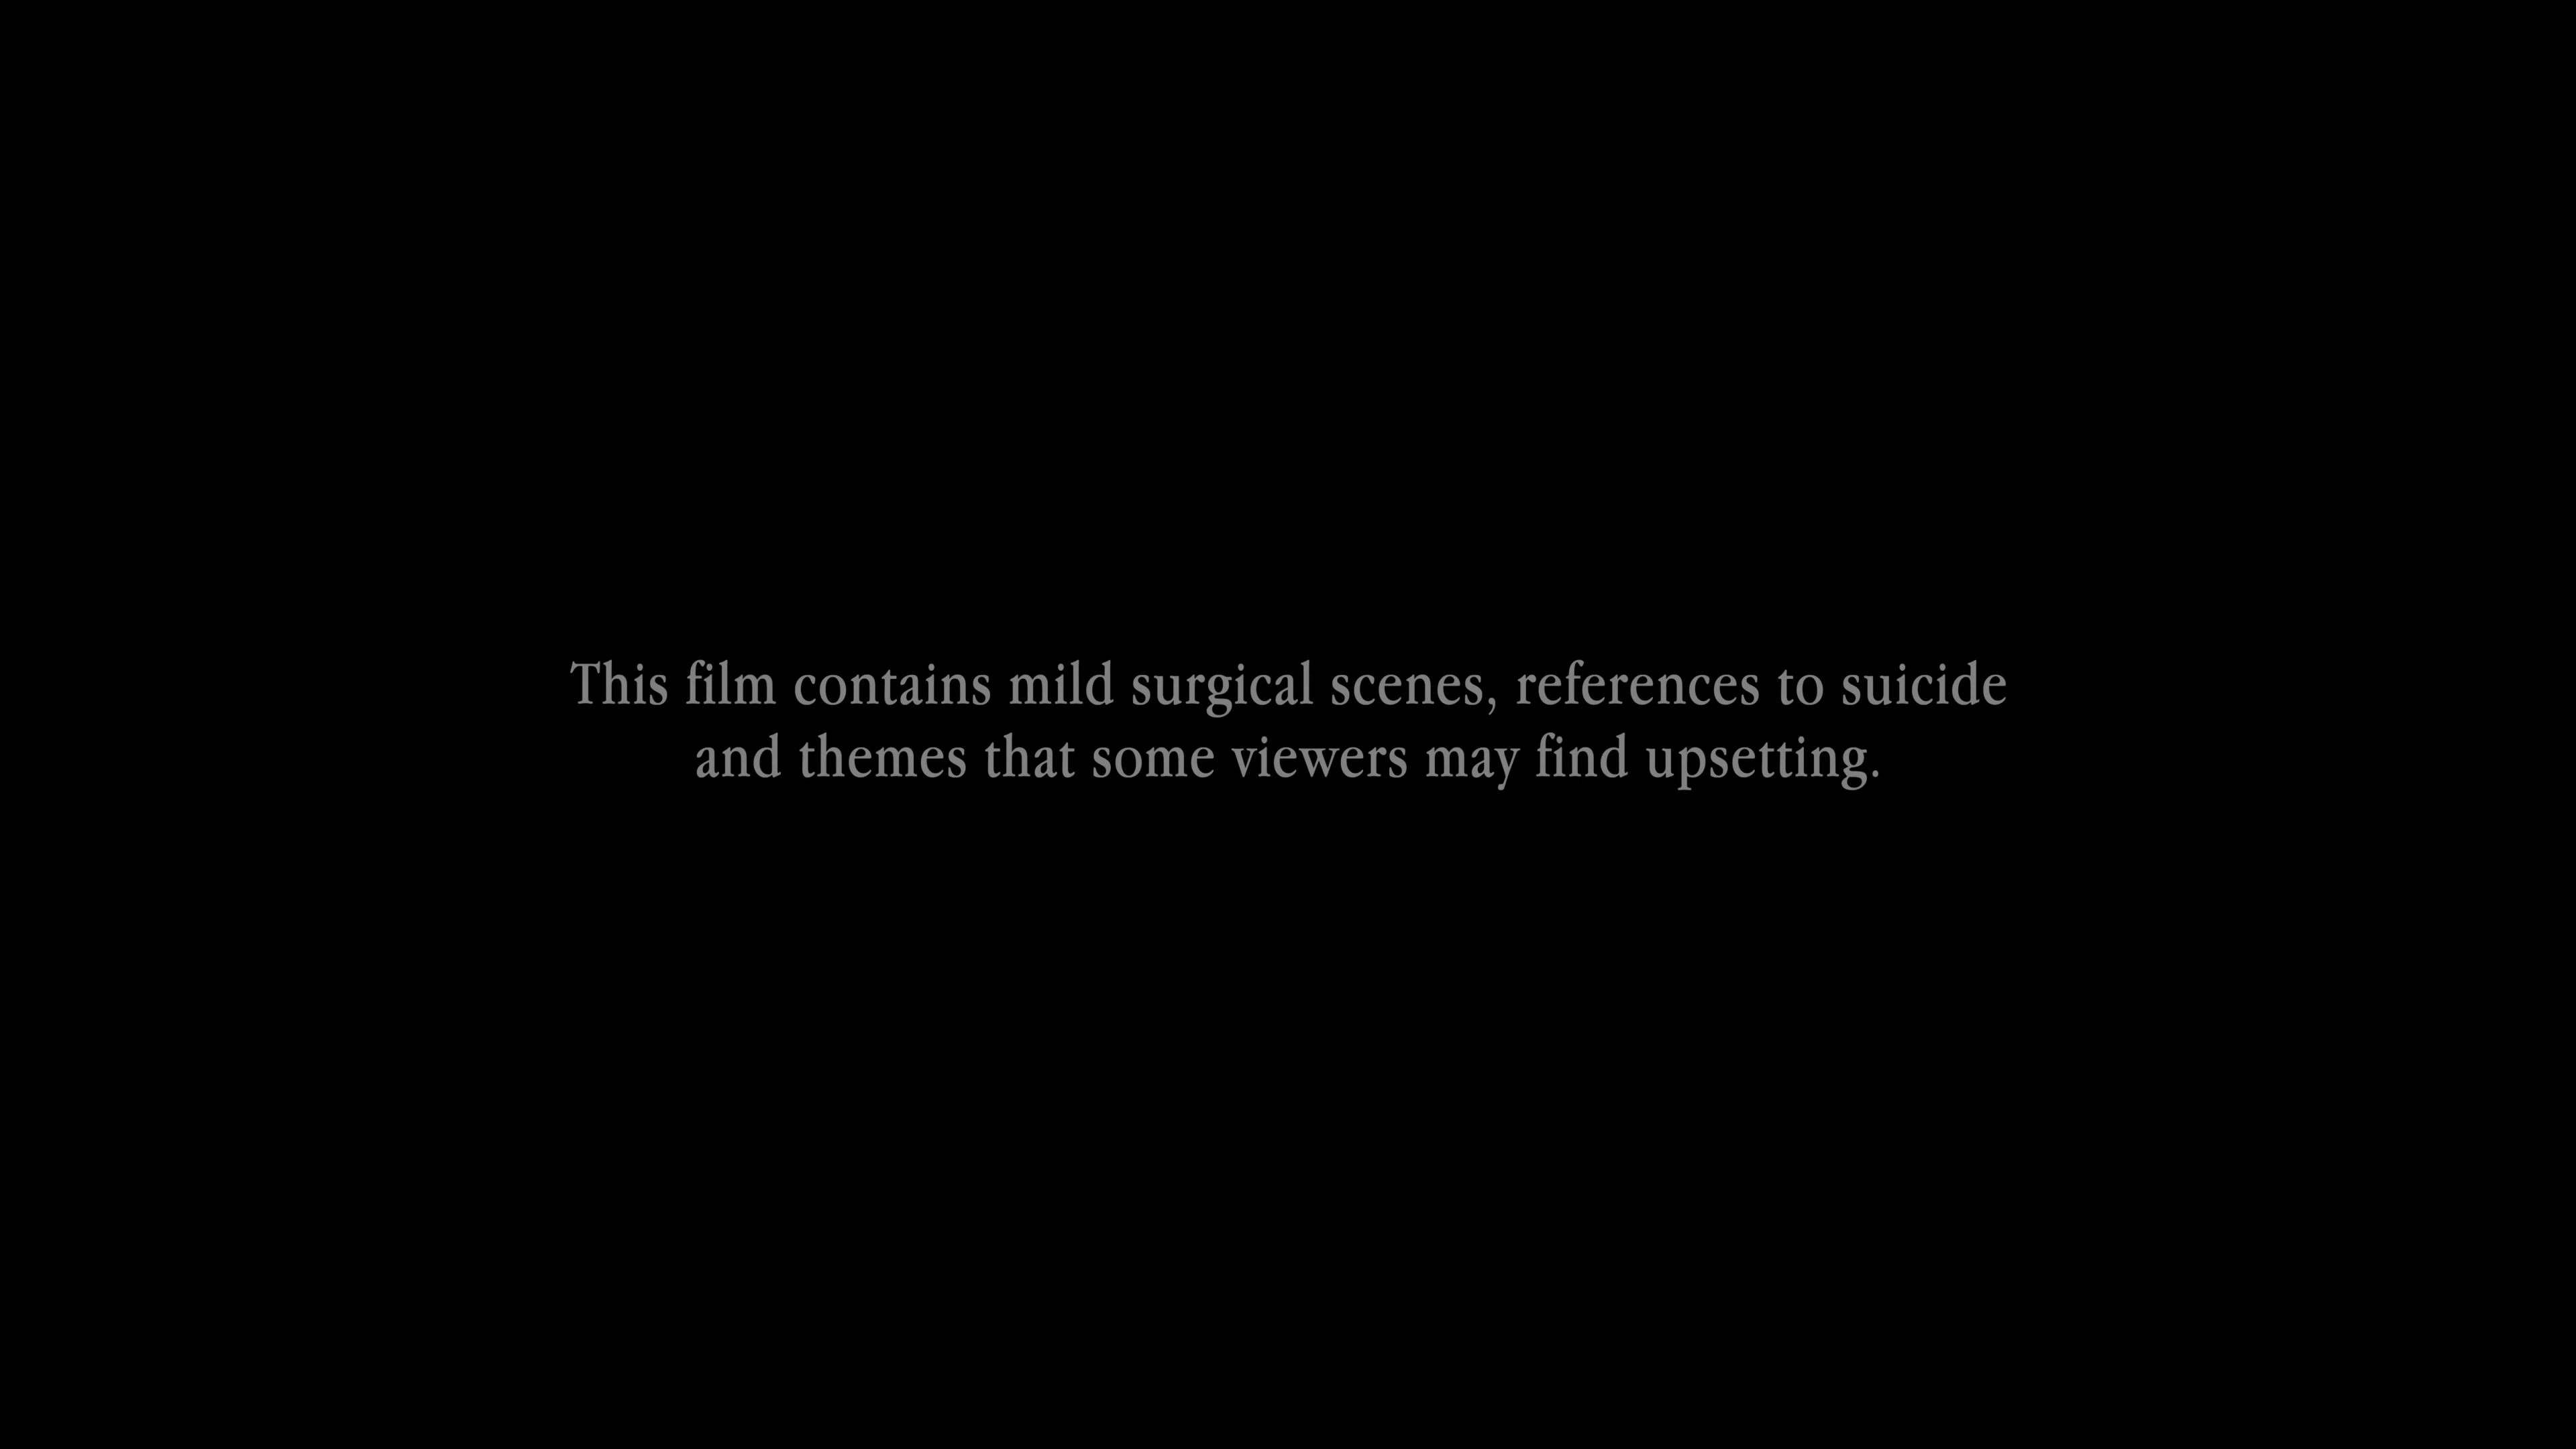 This film contains mild surgical scenes, references to suicide
and themes that some viewers may find upsetting.